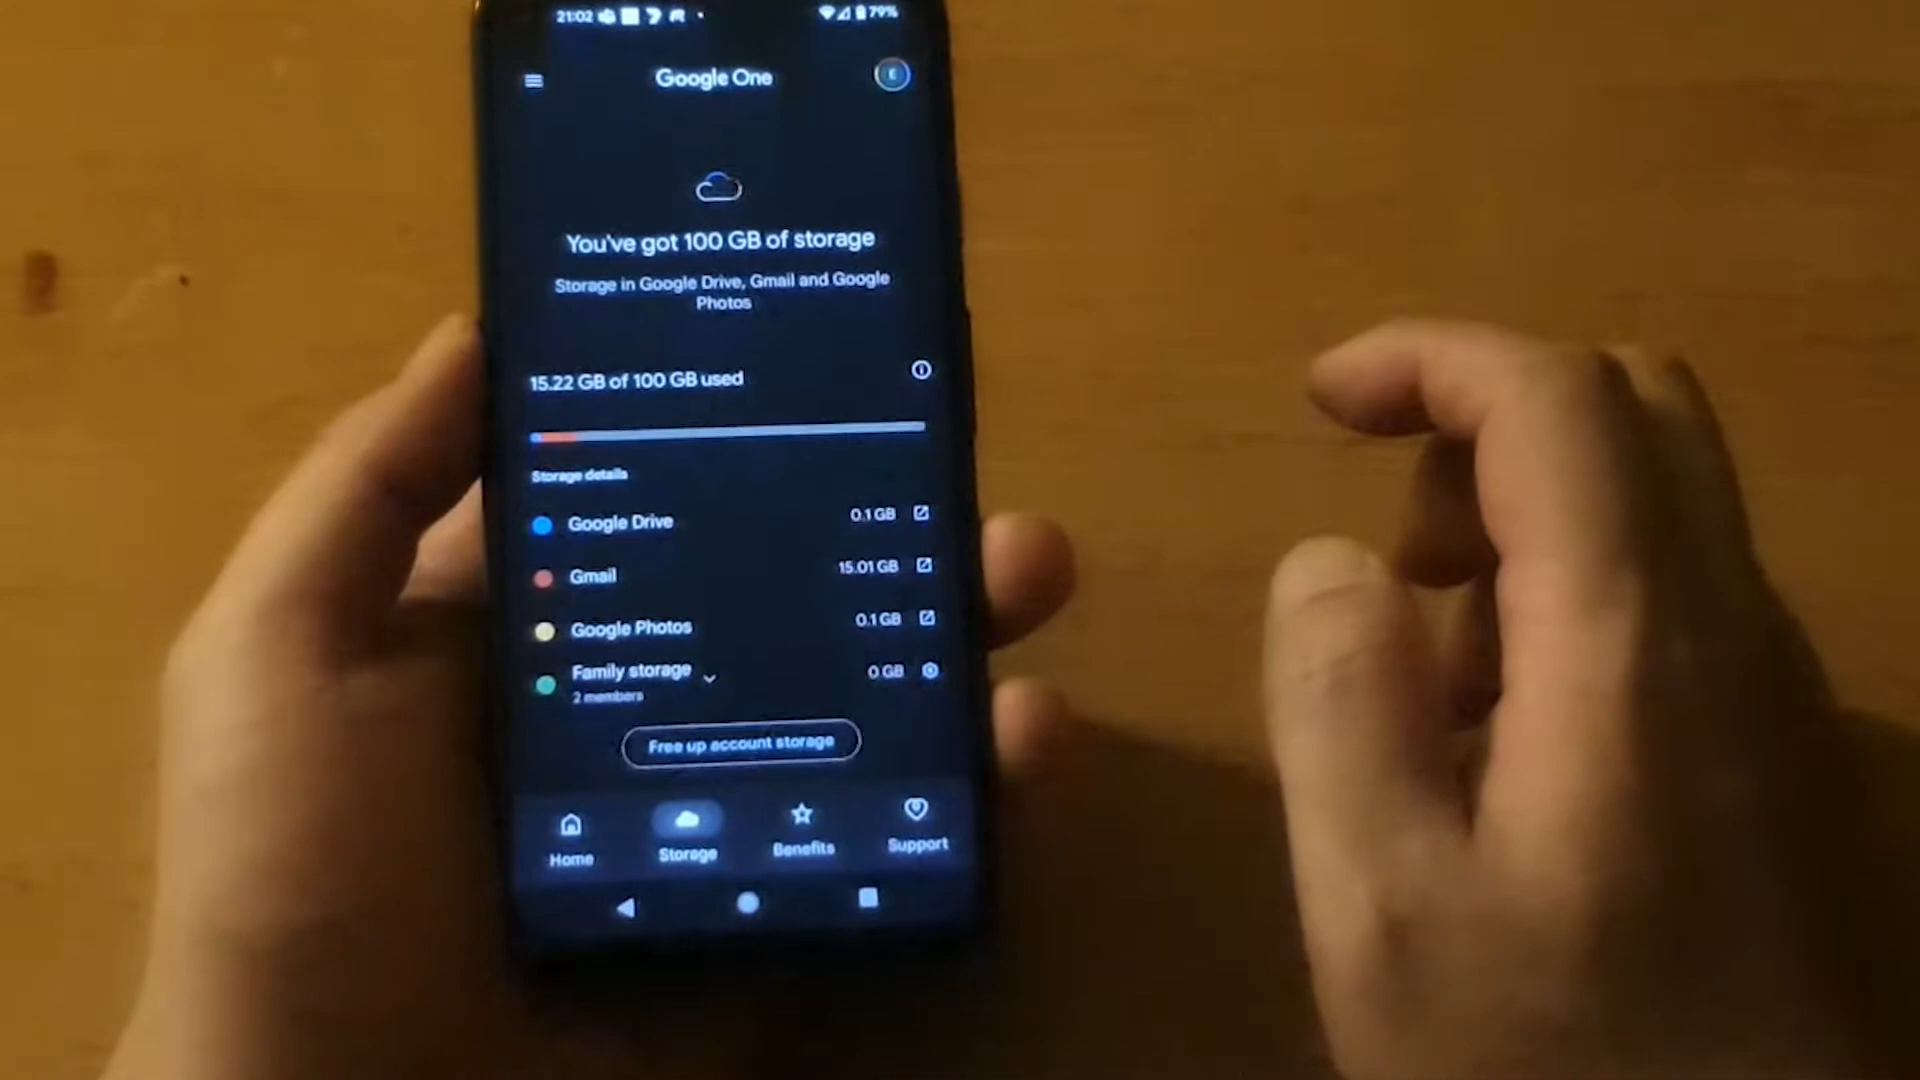 21:02
79%
Google One
E
You've got 100 GB of storage
Storage in Google Drive, Gmail and Google
Photos
15.22 GB of 100 GB used
Storage details
Google Drive 0.1 GB
Gmail 15.01 GB
Google Photos 0.1 GB
Family storage 0 GB
2 members
Free up account storage
Home Storage Benefits Support